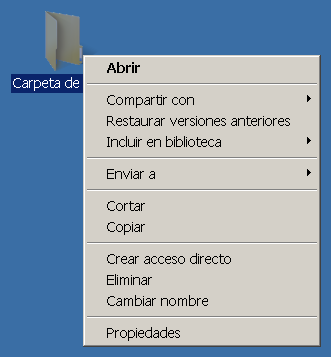 Carpeta de
Abrir
Compartir con
Restaurar versiones anteriores
Incluir en biblioteca
Enviar a
Cortar
Copiar
Crear acceso directo
Eliminar
Cambiar nombre
Propiedades